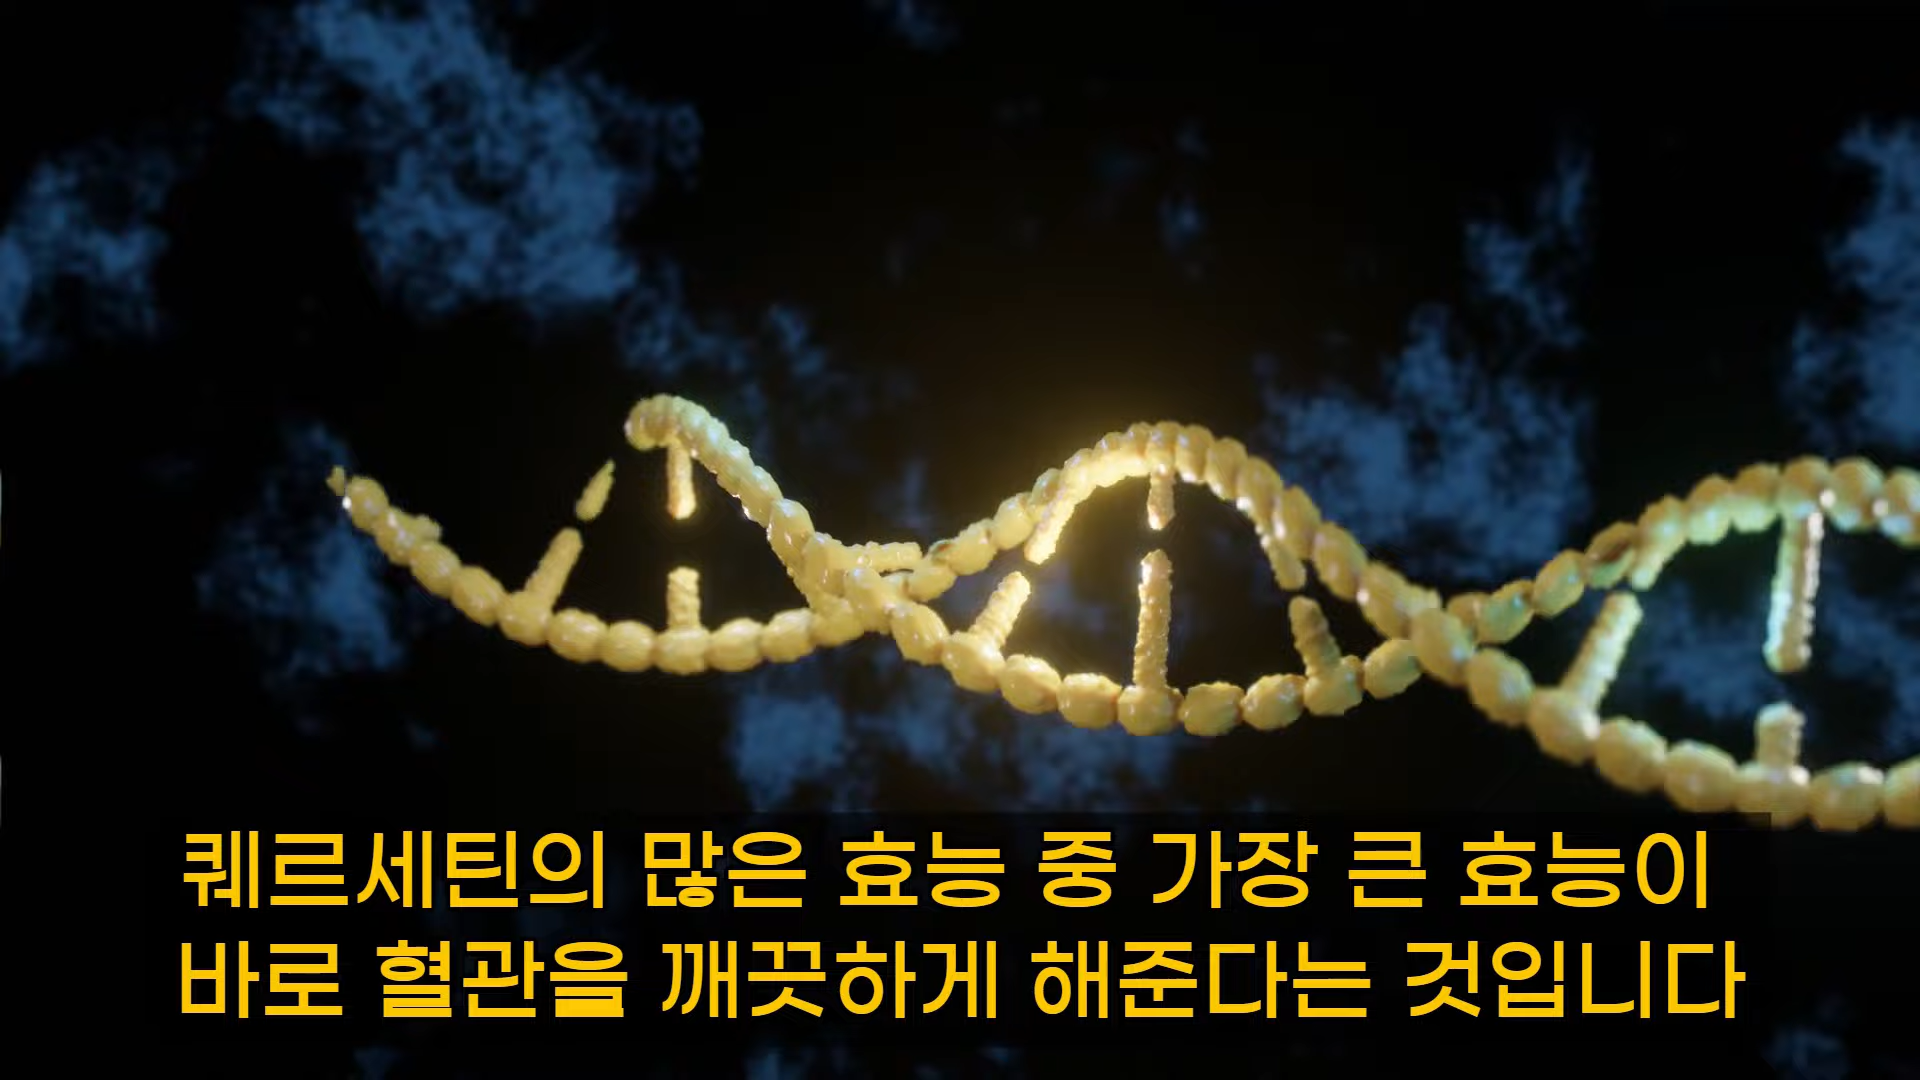 퀘르세틴의 많은 효능 중 가장 큰 효능이
바로 혈관을 깨끗하게 해준다는 것입니다